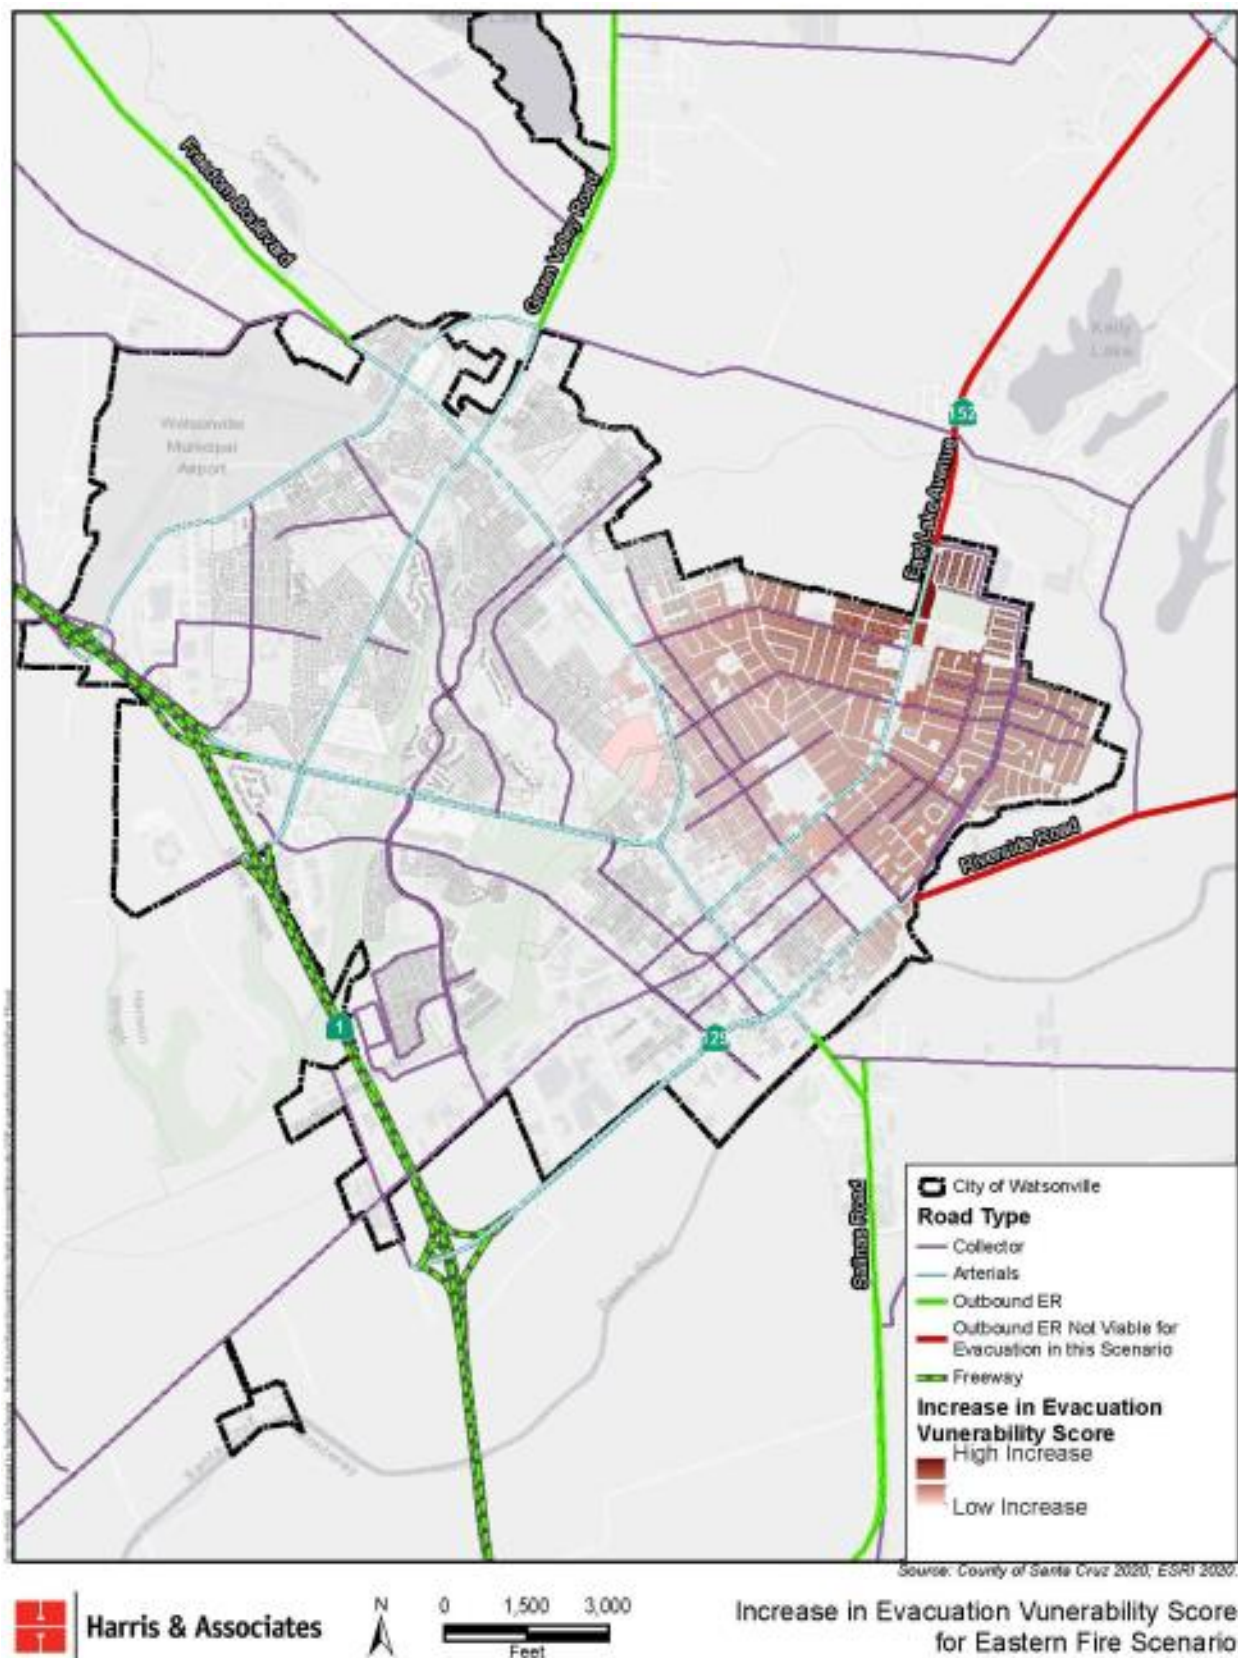 Freedom Boulevard
Green Valley Road
Kelly
Lake
152
East Lake Avenue
Watsonville
Municipal
Airport
Riverside Road
1
129
Salinas Road
City of Watsonville
Road Type
Collector
Arterials
Outbound ER
Outbound ER Not Viable for
Evacuation in this Scenario
Freeway
Increase in Evacuation
Vunerability Score
High Increase
Low Increase
Source: County of Santa Cruz 2020; ESRI 2020.
Harris & Associates
N
0 1,500 3,000
Feet
Increase in Evacuation Vunerability Score
for Eastern Fire Scenario